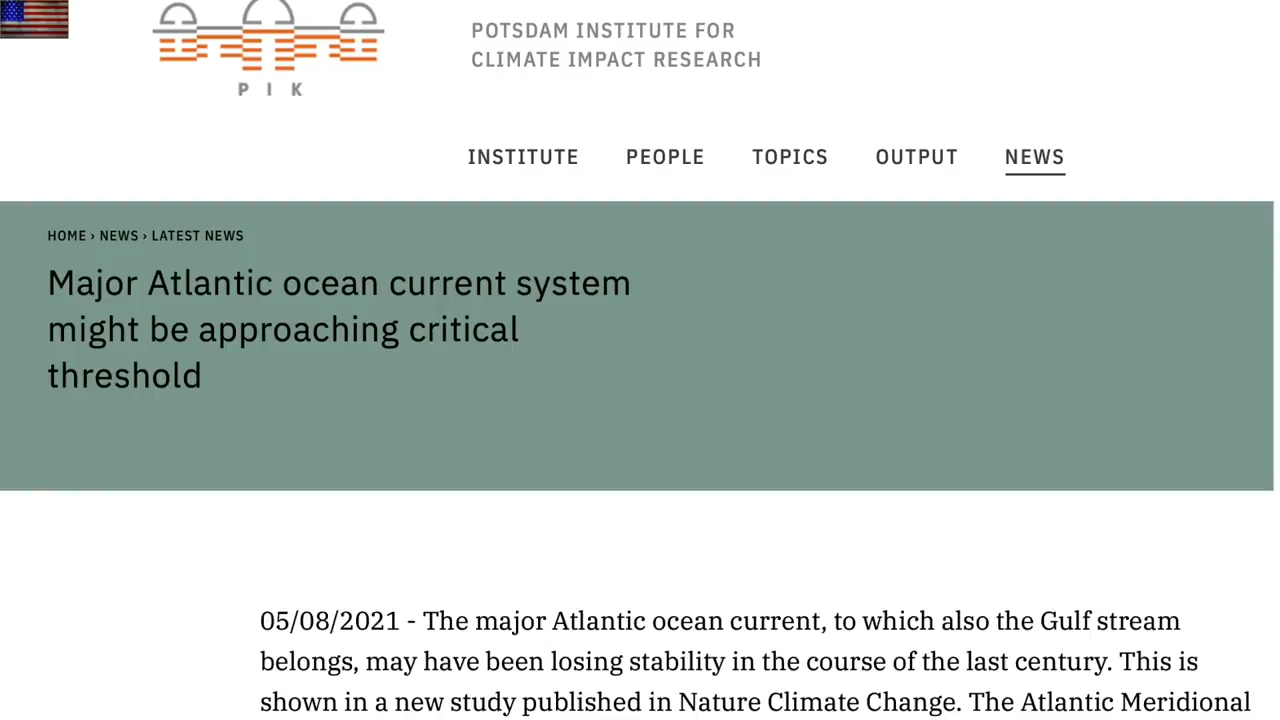 POTSDAM INSTITUTE FOR
CLIMATE IMPACT RESEARCH
P I K
INSTITUTE PEOPLE TOPICS OUTPUT NEWS
HOME › NEWS › LATEST NEWS
Major Atlantic ocean current system
might be approaching critical
threshold
05/08/2021 - The major Atlantic ocean current, to which also the Gulf stream
belongs, may have been losing stability in the course of the last century. This is
shown in a new study published in Nature Climate Change. The Atlantic Meridional